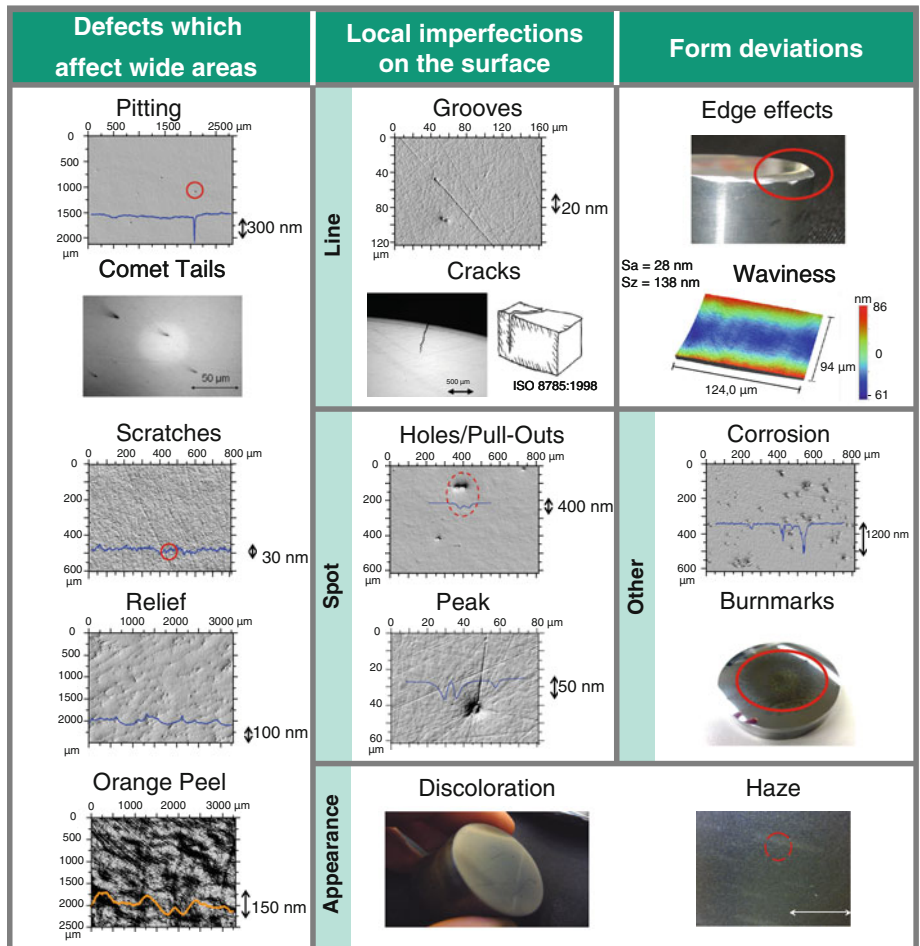 Defects which
affect wide areas
Local imperfections
on the surface
Form deviations
Pitting
0 500 1500 2500 µm
0
500
1000
1500
2000
µm
300 nm
Comet Tails
50 µm
Scratches
0 200 400 600 800
µm
0
200
400
600
µm
30 nm
Relief
0 1000 2000 3000 µm
0
500
1000
1500
2000
µm
100 nm
Orange Peel
0 1000 2000 3000 µm
0
500
1000
1500
2000
2500
µm
150 nm
Line
Grooves
0 40 80 120 160
µm
0
40
80
120
µm
20 nm
Cracks
500 µm
ISO 8785:1998
Spot
Holes/Pull-Outs
0 200 400 600 800
µm
0
200
400
600
µm
400 nm
Peak
0 20 40 60 80 µm
0
20
40
60
µm
50 nm
Edge effects
Sa = 28 nm
Sz = 138 nm
Waviness
nm
86
0
- 61
94 µm
124,0 µm
Other
Corrosion
0 200 400 600 800
µm
0
200
400
600
µm
1200 nm
Burnmarks
Appearance
Discoloration
Haze